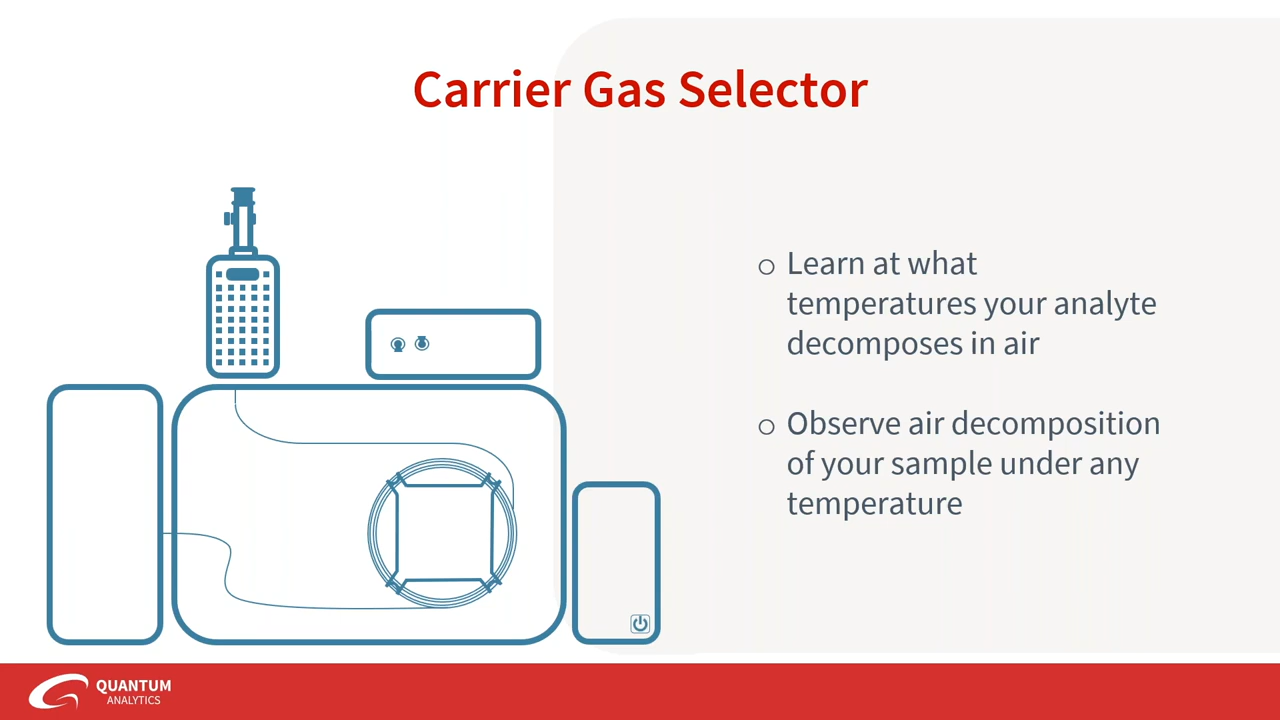 Carrier Gas Selector
○ Learn at what
temperatures your analyte
decomposes in air
○ Observe air decomposition
of your sample under any
temperature
QUANTUM
ANALYTICS